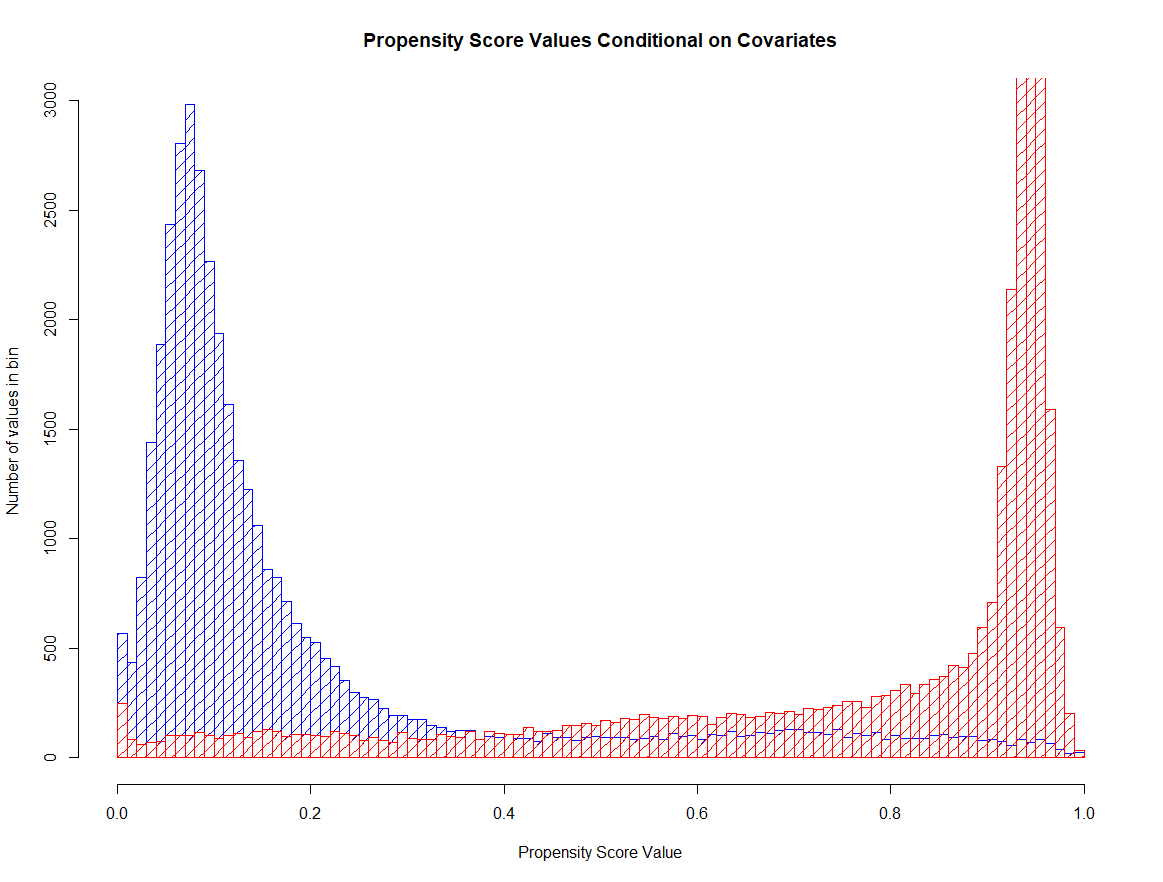 Propensity Score Values Conditional on Covariates
3000
2500
2000
1500
1000
500
0
Number of values in bin
0.0 0.2 0.4 0.6 0.8 1.0
Propensity Score Value